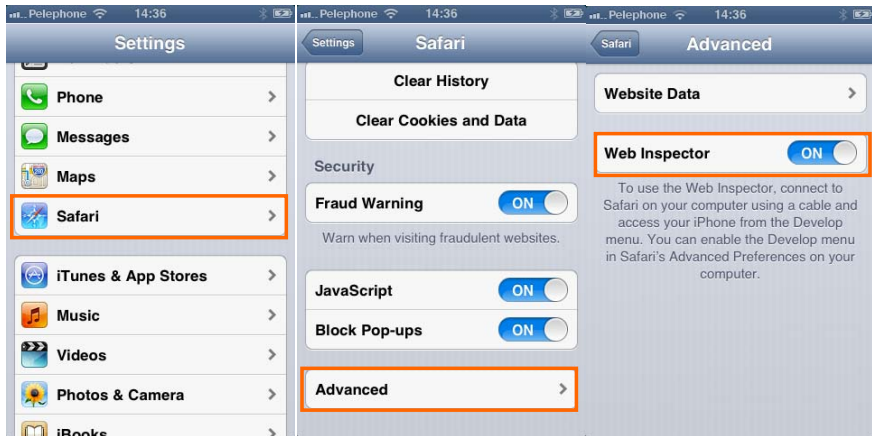 Pelephone 14:36
Settings
Phone
Messages
Maps
Safari
iTunes & App Stores
Music
Videos
Photos & Camera
iBooks
Pelephone 14:36
Settings
Safari
Clear History
Clear Cookies and Data
Security
Fraud Warning ON
Warn when visiting fraudulent websites.
JavaScript ON
Block Pop-ups ON
Advanced
Pelephone 14:36
Safari
Advanced
Website Data
Web Inspector ON
To use the Web Inspector, connect to
Safari on your computer using a cable and
access your iPhone from the Develop
menu. You can enable the Develop menu
in Safari's Advanced Preferences on your
computer.